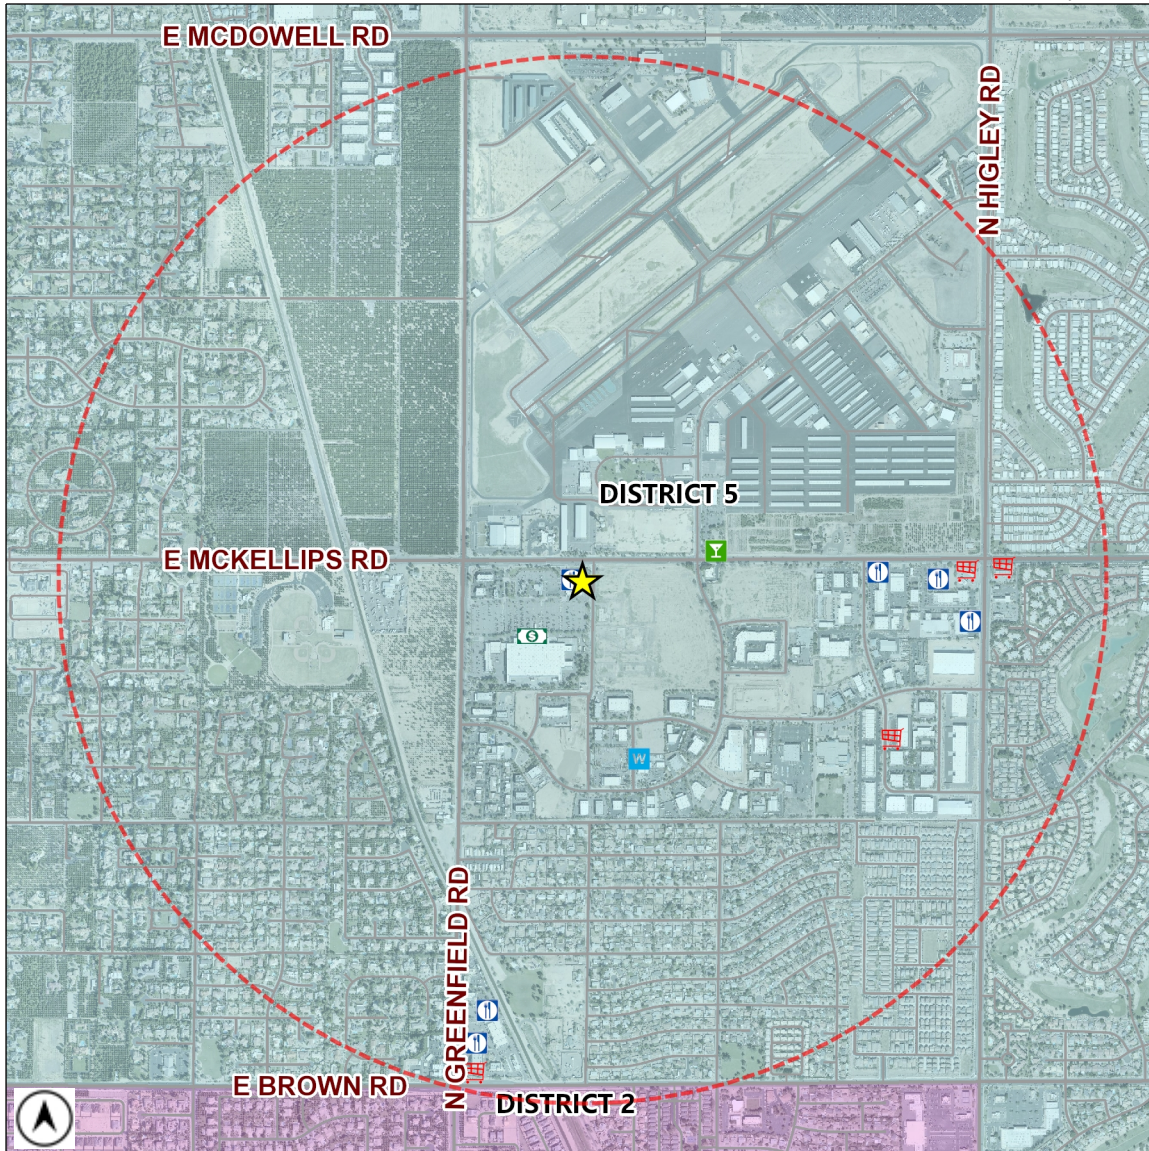 E MCDOWELL RD
N HIGLEY RD
DISTRICT 5
E MCKELLIPS RD
$
W
N GREENFIELD RD
E BROWN RD
DISTRICT 2